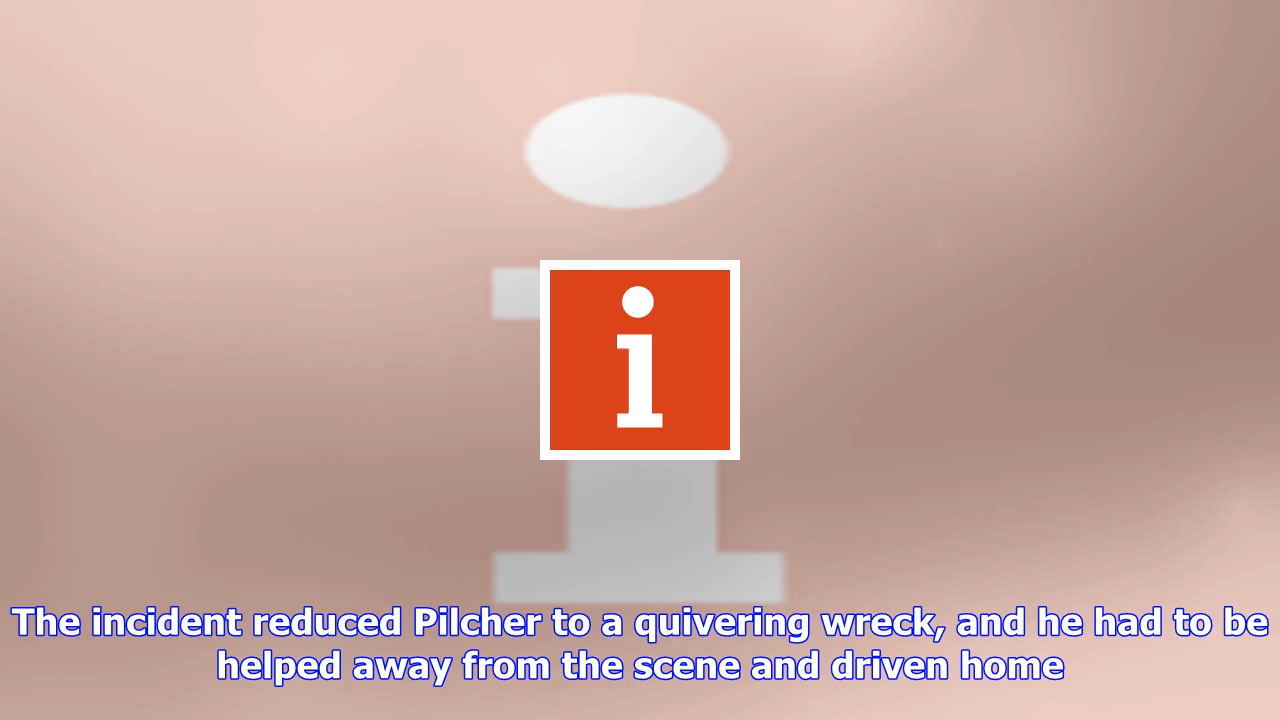 i
The incident reduced Pilcher to a quivering wreck, and he had to be
helped away from the scene and driven home